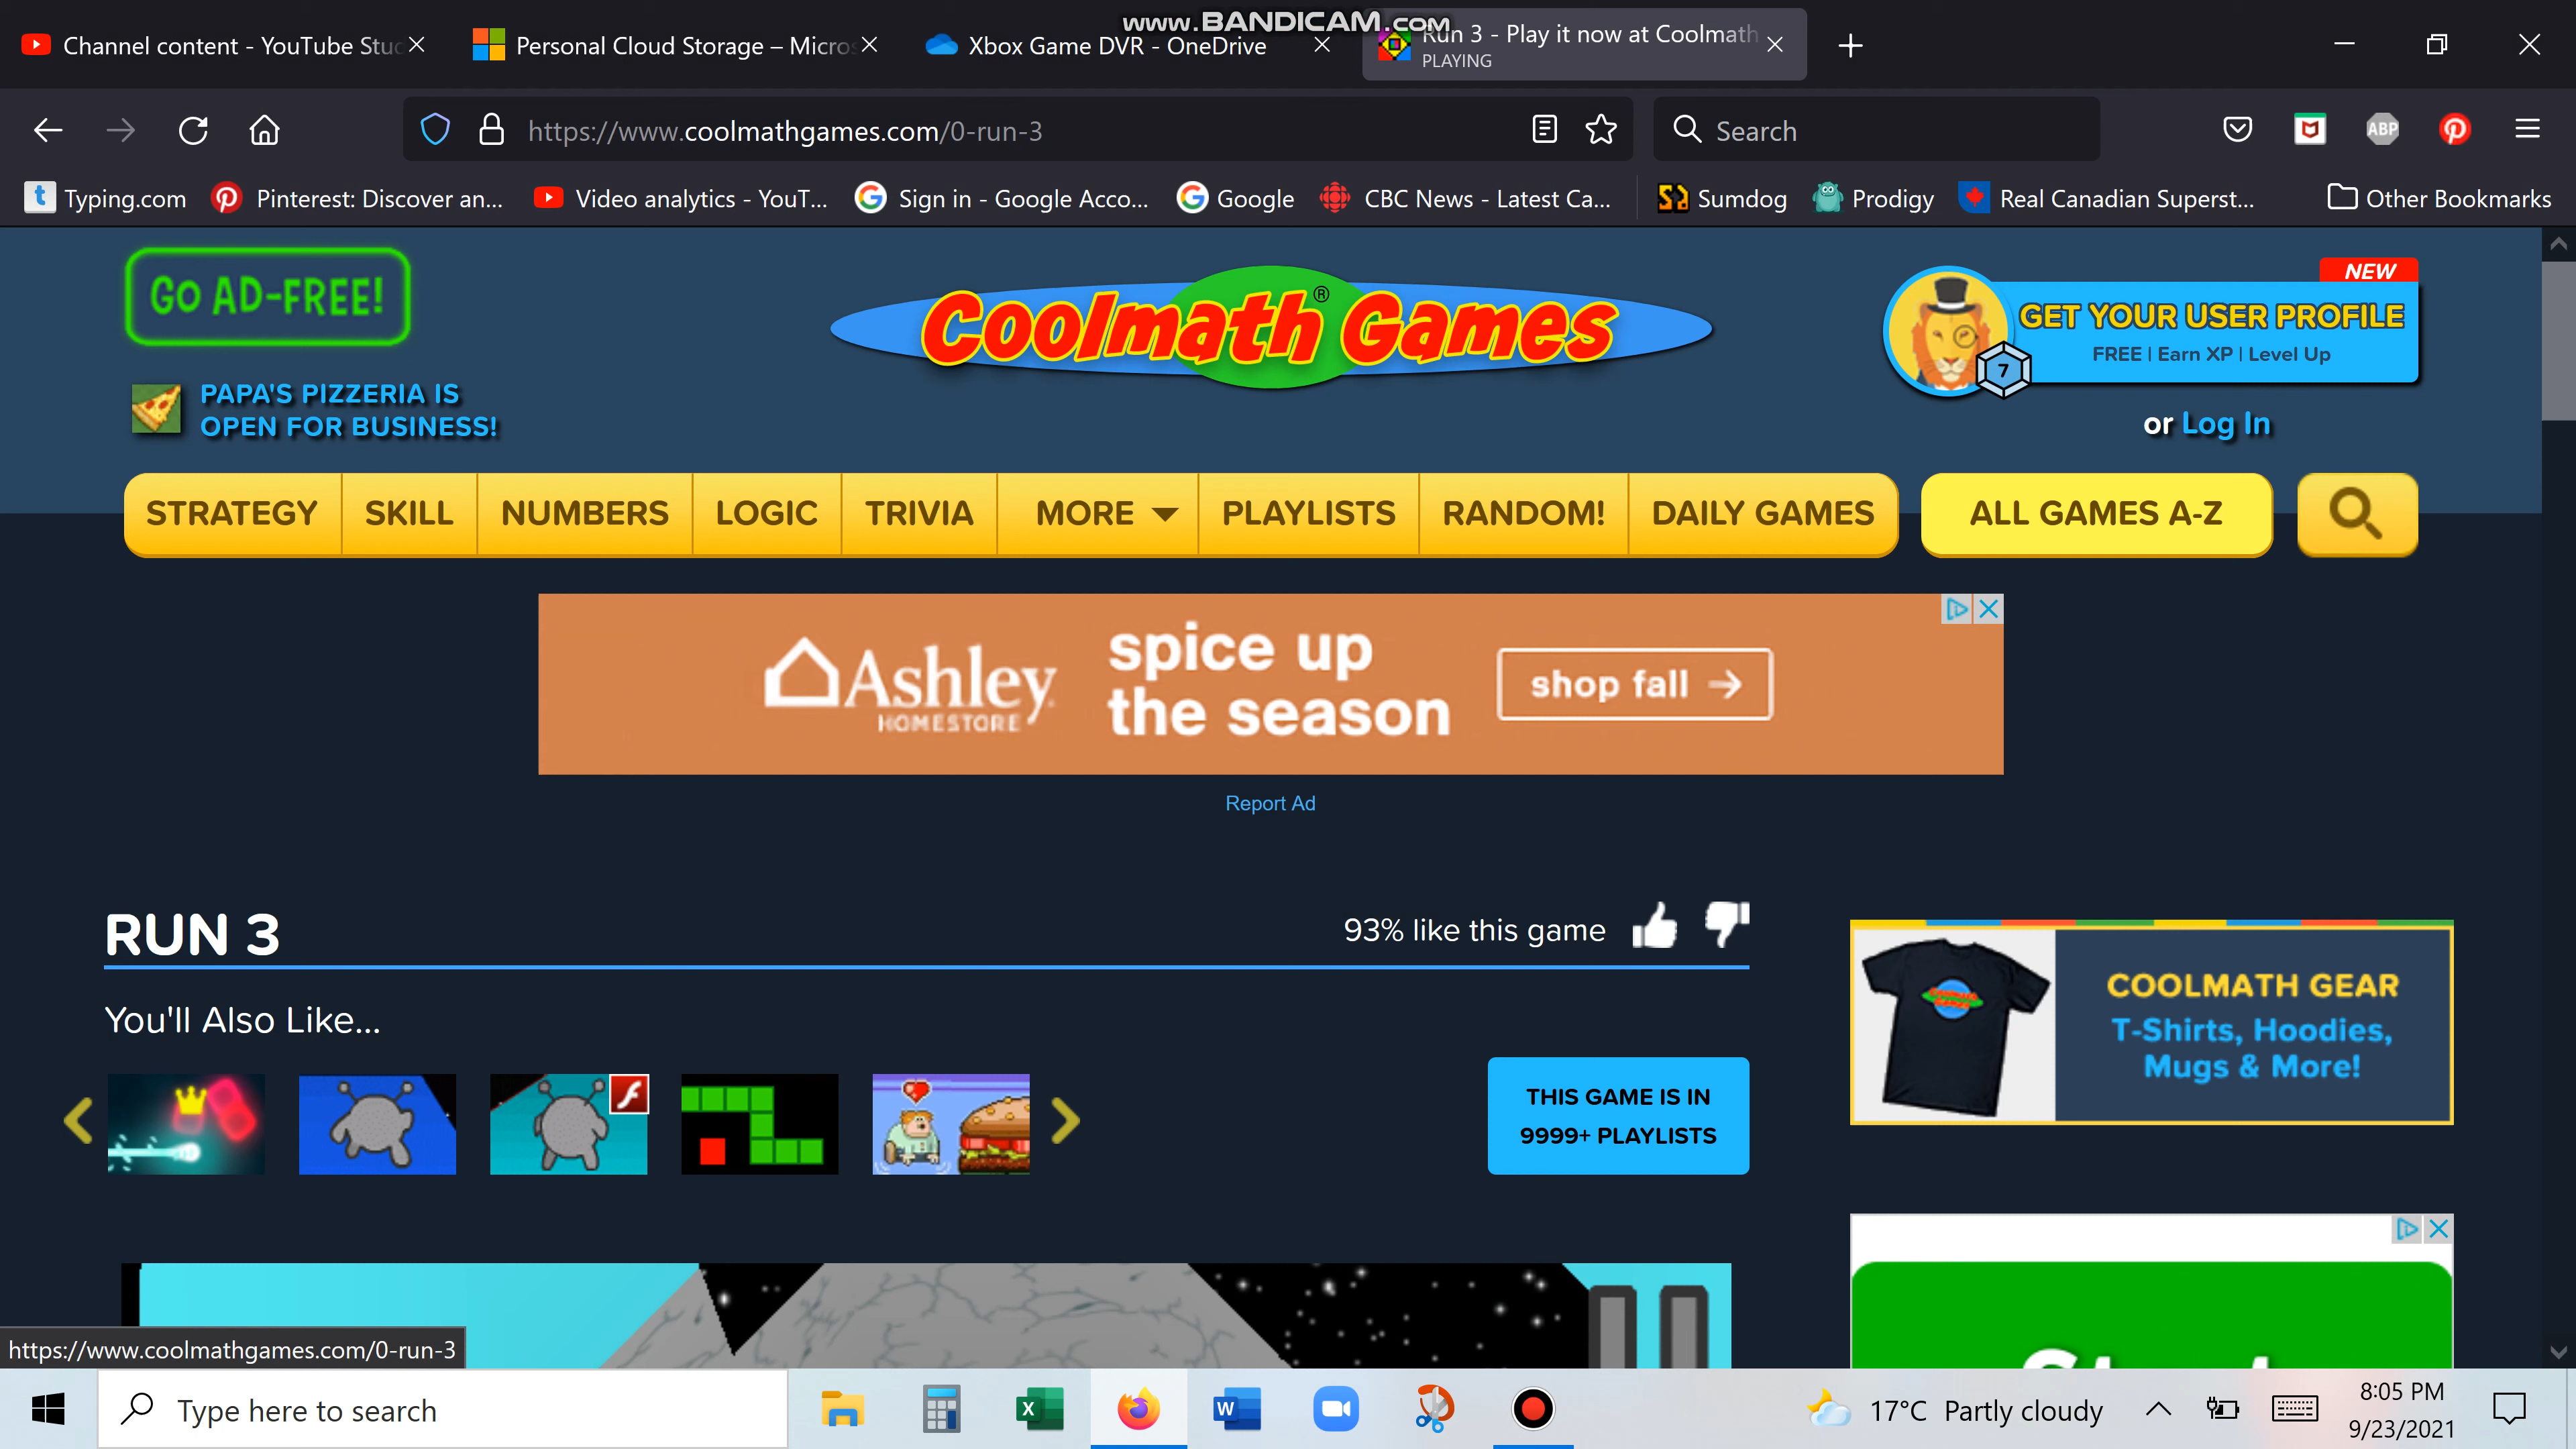 www.BANDICAM.com
Channel content - YouTube Stuc
Personal Cloud Storage – Micros
Xbox Game DVR - OneDrive
Run 3 - Play it now at Coolmath
PLAYING
https://www.coolmathgames.com/0-run-3
Search
ABP
Typing.com
Pinterest: Discover an...
Video analytics - YouT...
Sign in - Google Acco...
Google
CBC News - Latest Ca...
Sumdog
Prodigy
Real Canadian Superst...
Other Bookmarks
GO AD-FREE!
Coolmath® Games
NEW
GET YOUR USER PROFILE
FREE | Earn XP | Level Up
7
or Log In
PAPA'S PIZZERIA IS
OPEN FOR BUSINESS!
STRATEGY
SKILL
NUMBERS
LOGIC
TRIVIA
MORE
PLAYLISTS
RANDOM!
DAILY GAMES
ALL GAMES A-Z
Ashley
HOMESTORE
spice up
the season
shop fall →
Report Ad
RUN 3
93% like this game
You'll Also Like...
THIS GAME IS IN
9999+ PLAYLISTS
COOLMATH GEAR
T-Shirts, Hoodies,
Mugs & More!
https://www.coolmathgames.com/0-run-3
Type here to search
17°C Partly cloudy
8:05 PM
9/23/2021